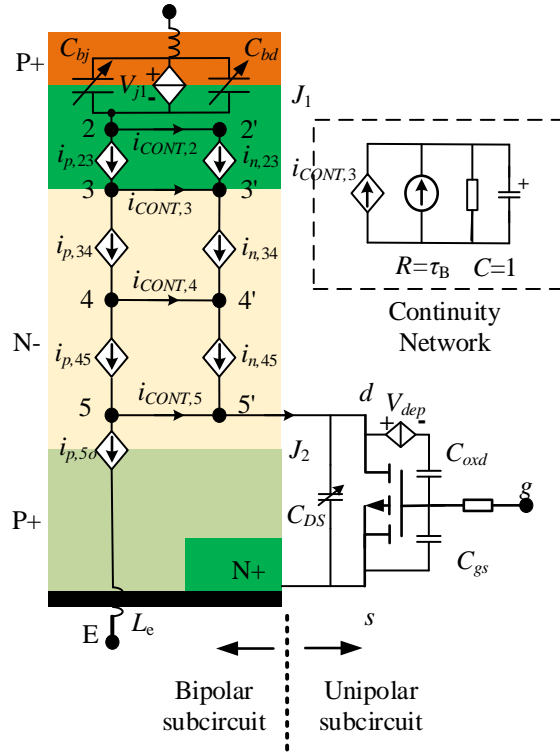 P+
C_bj
C_bd
V_j1
+
-
J_1
2
2'
i_CONT,2
i_p,23
i_n,23
3
3'
i_CONT,3
i_p,34
i_n,34
4
4'
i_CONT,4
N-
i_p,45
i_n,45
5
5'
i_CONT,5
i_p,5o
J_2
P+
N+
E
L_e
i_CONT,3
+
R=τ_B
C=1
Continuity
Network
d
V_dep
+
-
C_oxd
C_DS
g
C_gs
s
Bipolar
subcircuit
Unipolar
subcircuit